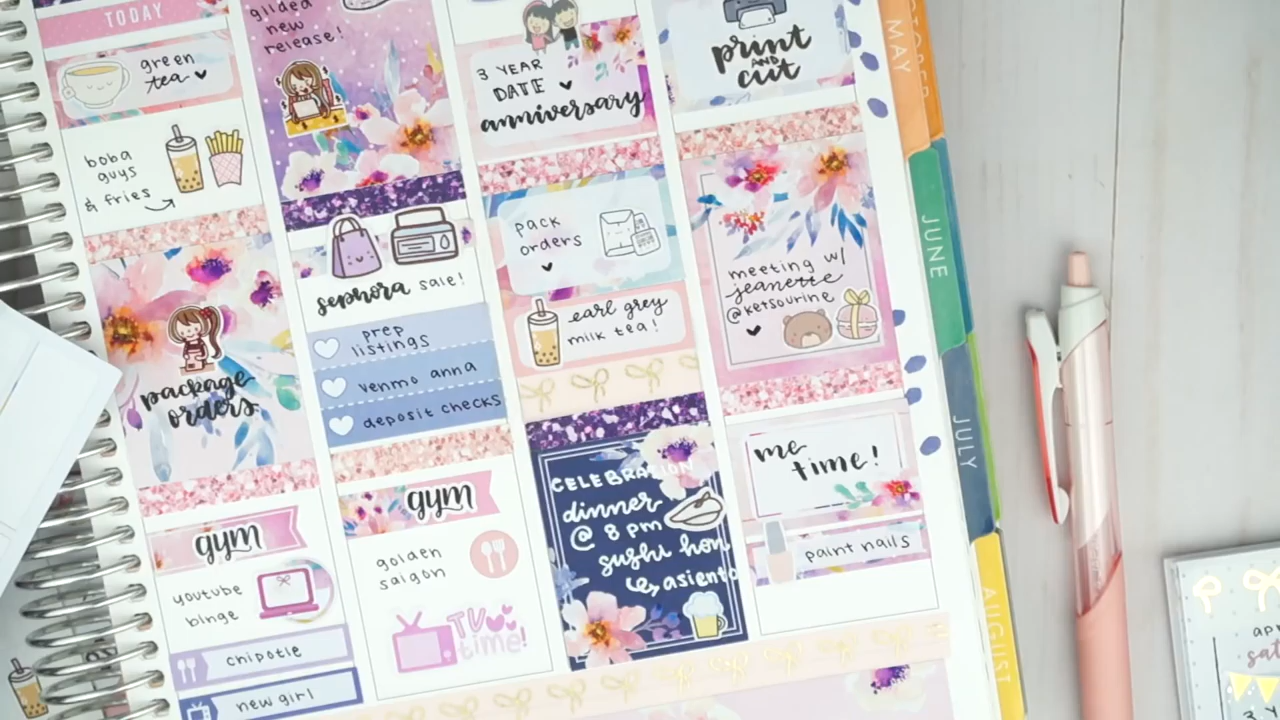 TODAY
green
tea
boba
guys
& fries
package
orders
gym
youtube
binge
chipotle
new girl
gilded
new
release!
sephora sale!
prep
listings
venmo anna
deposit checks
gym
golden
saigon
TV
time!
3 YEAR
DATE
anniversary
pack
orders
earl grey
milk tea!
CELEBRATION
dinner
@ 8 pm
sushi hon
asiento
print
AND
cut
meeting w/
jeanette
@ketsourine
me
time!
paint nails
MAY
JUNE
JULY
AUGUST
3 Y